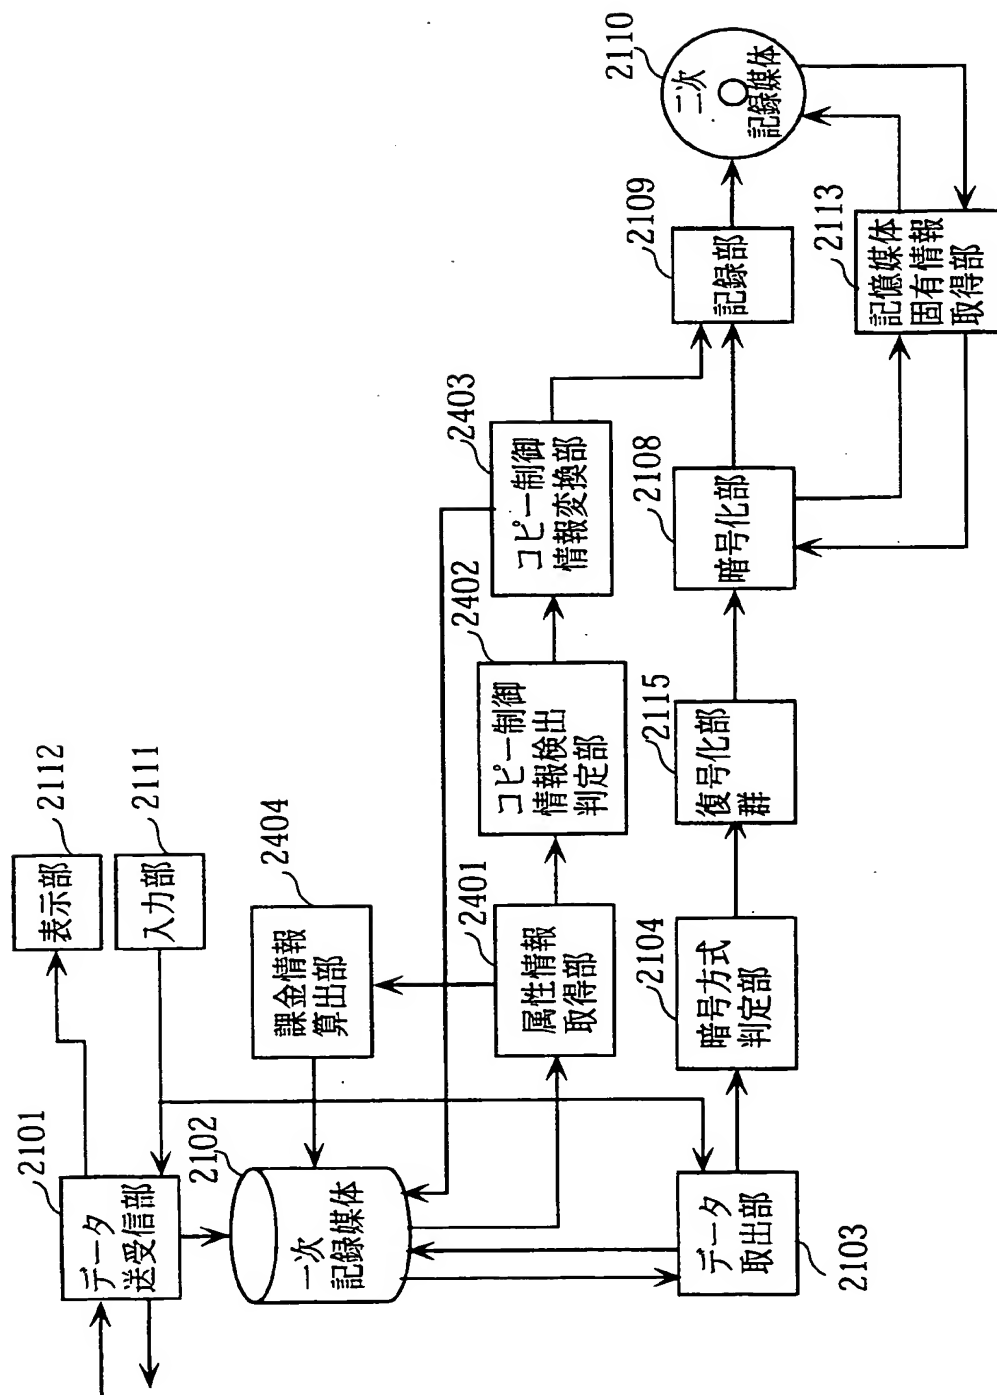 2101
データ
送受信部
2112
表示部
2111
入力部
2102
一次
記録媒体
2404
課金情報
算出部
2401
属性情報
取得部
2402
コピー制御
情報検出
判定部
2403
コピー制御
情報変換部
2109
記録部
2110
二次
記録媒体
2103
データ
取出部
2104
暗号方式
判定部
2115
復号化部
群
2108
暗号化部
2113
記憶媒体
固有情報
取得部